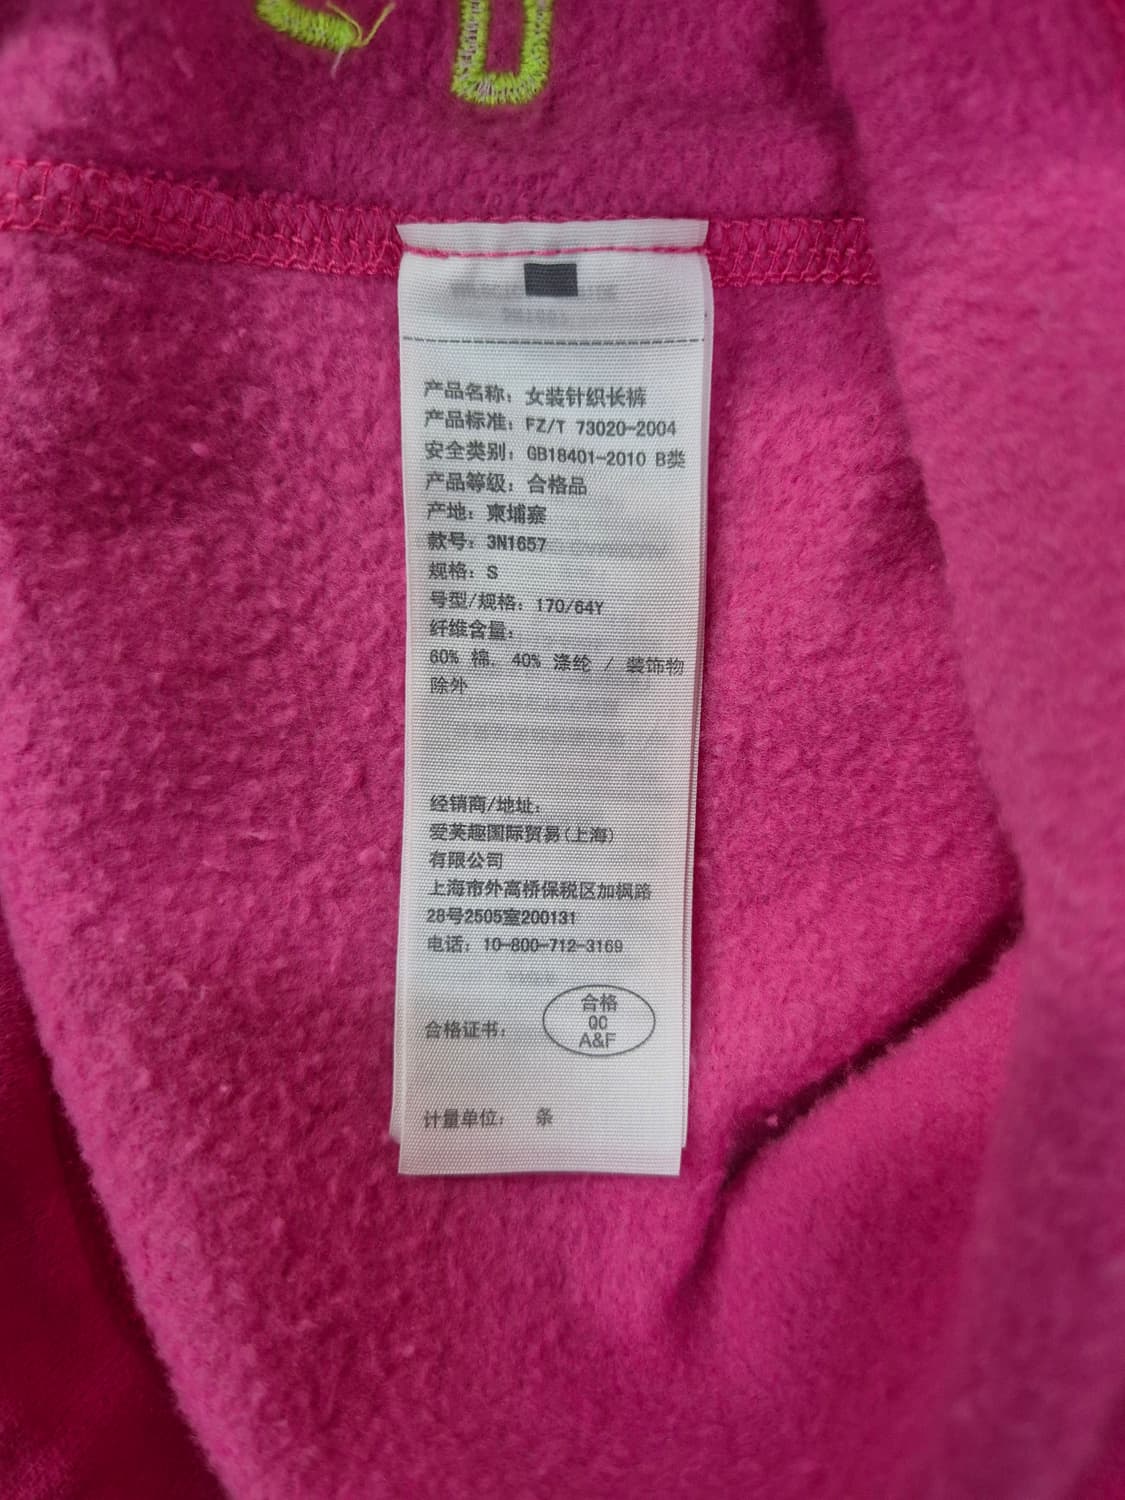 产品名称：女装针织长裤
产品标准：FZ/T 73020-2004
安全类别：GB18401-2010 B类
产品等级：合格品
产地：柬埔寨
款号：3N1657
规格：S
号型/规格：170/64Y
纤维含量：
60% 棉, 40% 涤纶 / 装饰物
除外
经销商/地址：
爱芙趣国际贸易(上海)
有限公司
上海市外高桥保税区加枫路
28号2505室200131
电话：10-800-712-3169
合格
QC
A&F
合格证书：
计量单位： 条